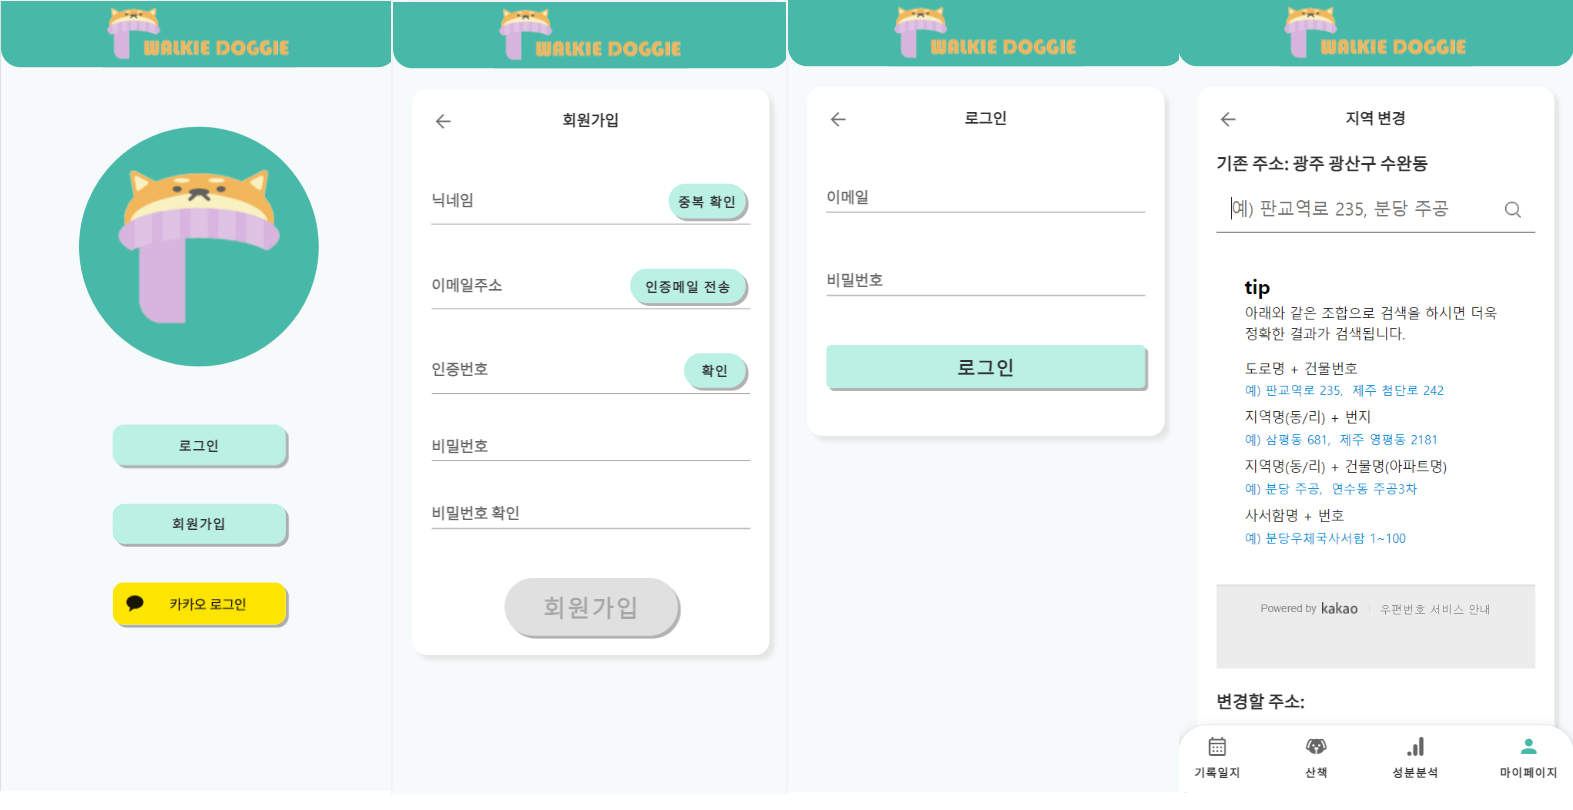 WALKIE DOGGIE
로그인
회원가입
카카오 로그인
WALKIE DOGGIE
회원가입
닉네임
중복 확인
이메일주소
인증메일 전송
인증번호
확인
비밀번호
비밀번호 확인
회원가입
WALKIE DOGGIE
로그인
이메일
비밀번호
로그인
WALKIE DOGGIE
지역 변경
기존 주소: 광주 광산구 수완동
예) 판교역로 235, 분당 주공
tip
아래와 같은 조합으로 검색을 하시면 더욱
정확한 결과가 검색됩니다.
도로명 + 건물번호
예) 판교역로 235, 제주 첨단로 242
지역명(동/리) + 번지
예) 삼평동 681, 제주 영평동 2181
지역명(동/리) + 건물명(아파트명)
예) 분당 주공, 연수동 주공3차
사서함명 + 번호
예) 분당우체국사서함 1~100
Powered by kakao 우편번호 서비스 안내
변경할 주소:
기록일지 산책 성분분석 마이페이지